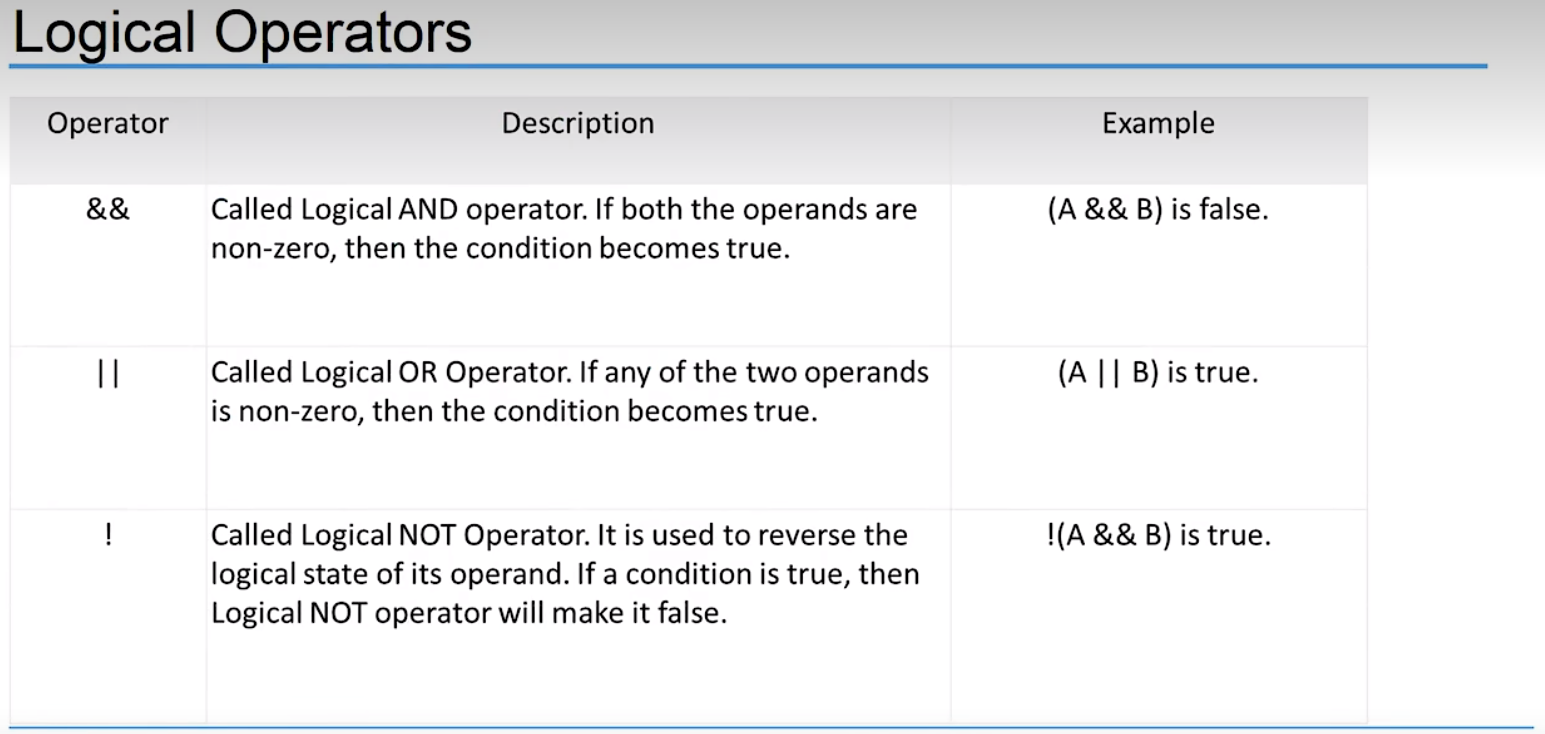 Logical Operators
Operator Description Example
&& Called Logical AND operator. If both the operands are (A && B) is false.
non-zero, then the condition becomes true.
|| Called Logical OR Operator. If any of the two operands (A || B) is true.
is non-zero, then the condition becomes true.
! Called Logical NOT Operator. It is used to reverse the !(A && B) is true.
logical state of its operand. If a condition is true, then
Logical NOT operator will make it false.